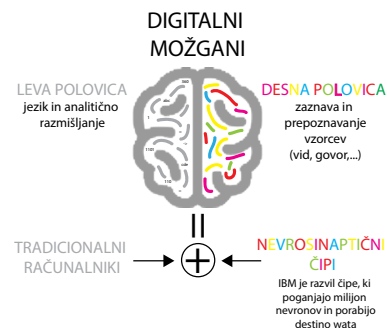 DIGITALNI
MOŽGANI
LEVA POLOVICA
jezik in analitično
razmišljanje
DESNA POLOVICA
zaznava in
prepoznavanje
vzorcev
(vid, govor,...)
TRADICIONALNI
RAČUNALNIKI
NEVROSINAPTIČNI
ČIPI
IBM je razvil čipe, ki
poganjajo milijon
nevronov in porabijo
destino wata